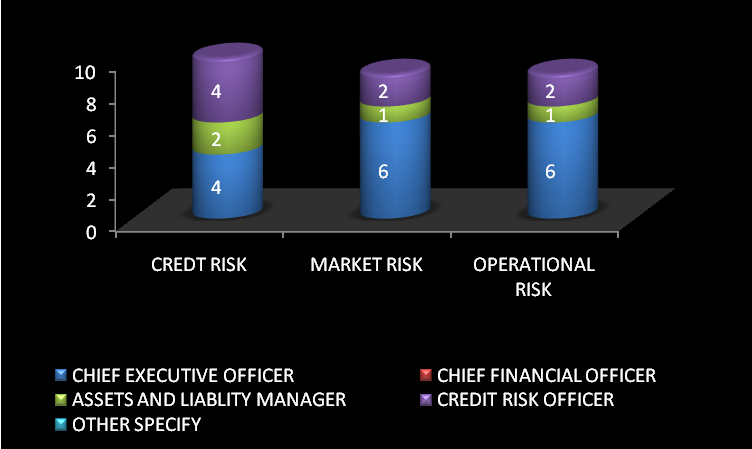 10
8
6
4
2
0
4
2
4
2
1
6
2
1
6
CREDT RISK
MARKET RISK
OPERATIONAL
RISK
CHIEF EXECUTIVE OFFICER
CHIEF FINANCIAL OFFICER
ASSETS AND LIABLITY MANAGER
CREDIT RISK OFFICER
OTHER SPECIFY